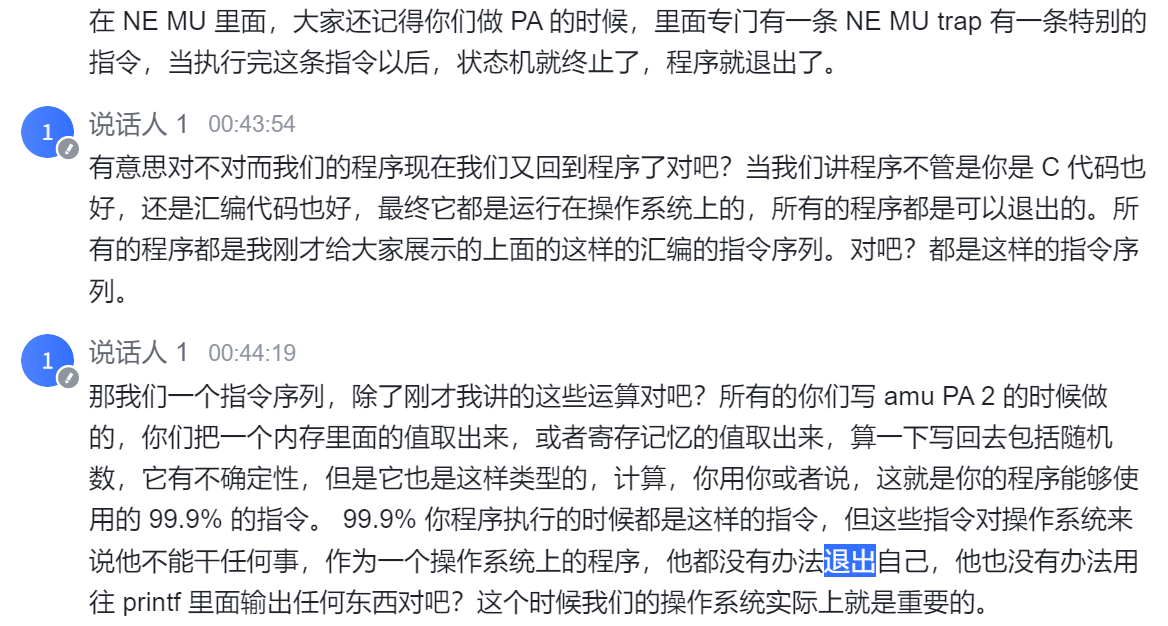 在 NE MU 里面，大家还记得你们做 PA 的时候，里面专门有一条 NE MU trap 有一条特别的
指令，当执行完这条指令以后，状态机就终止了，程序就退出了。
1
说话人 1 00:43:54
有意思对不对而我们的程序现在我们又回到程序了对吧？当我们讲程序不管是你是 C 代码也
好，还是汇编代码也好，最终它都是运行在操作系统上的，所有的程序都是可以退出的。所
有的程序都是我刚才给大家展示的上面的这样的汇编的指令序列。对吧？都是这样的指令序
列。
1
说话人 1 00:44:19
那我们一个指令序列，除了刚才我讲的这些运算对吧？所有的你们写 amu PA 2 的时候做
的，你们把一个内存里面的值取出来，或者寄存记忆的值取出来，算一下写回去包括随机
数，它有不确定性，但是它也是这样类型的，计算，你用你或者说，这就是你的程序能够使
用的 99.9% 的指令。 99.9% 你程序执行的时候都是这样的指令，但这些指令对操作系统来
说他不能干任何事，作为一个操作系统上的程序，他都没有办法退出自己，他也没有办法用
往 printf 里面输出任何东西对吧？这个时候我们的操作系统实际上就是重要的。